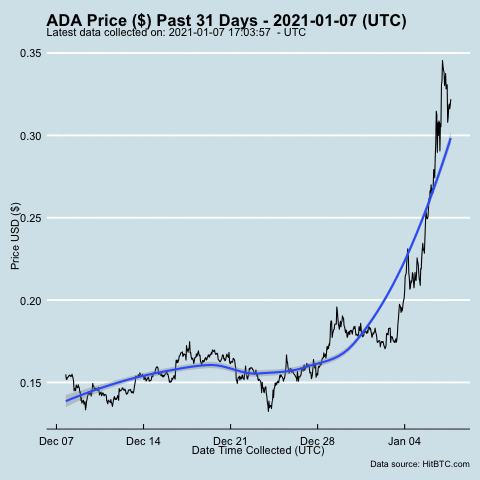 ADA Price ($) Past 31 Days - 2021-01-07 (UTC)
Latest data collected on: 2021-01-07 17:03:57 - UTC
0.35
0.30
0.25
0.20
0.15
Price USD ($)
Dec 07 Dec 14 Dec 21 Dec 28 Jan 04
Date Time Collected (UTC)
Data source: HitBTC.com